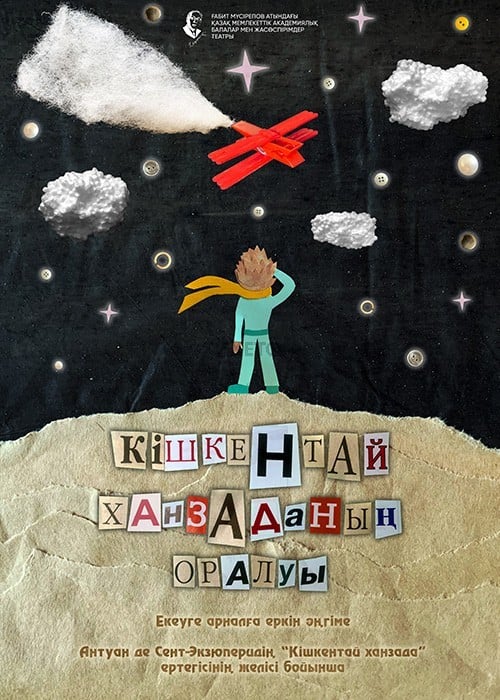 ҒАБИТ МҮСІРЕПОВ АТЫНДАҒЫ
ҚАЗАҚ МЕМЛЕКЕТТІК АКАДЕМИЯЛЫҚ
БАЛАЛАР МЕН ЖАСӨСПІРІМДЕР
ТЕАТРЫ
КІШКЕНТАЙ
ХАНЗАДАНЫҢ
ОРАЛУЫ
Екеуге арналға еркін әңгіме
Антуан де Сент-Экзюперидің "Кішкентай ханзада"
ертегісінің желісі бойынша